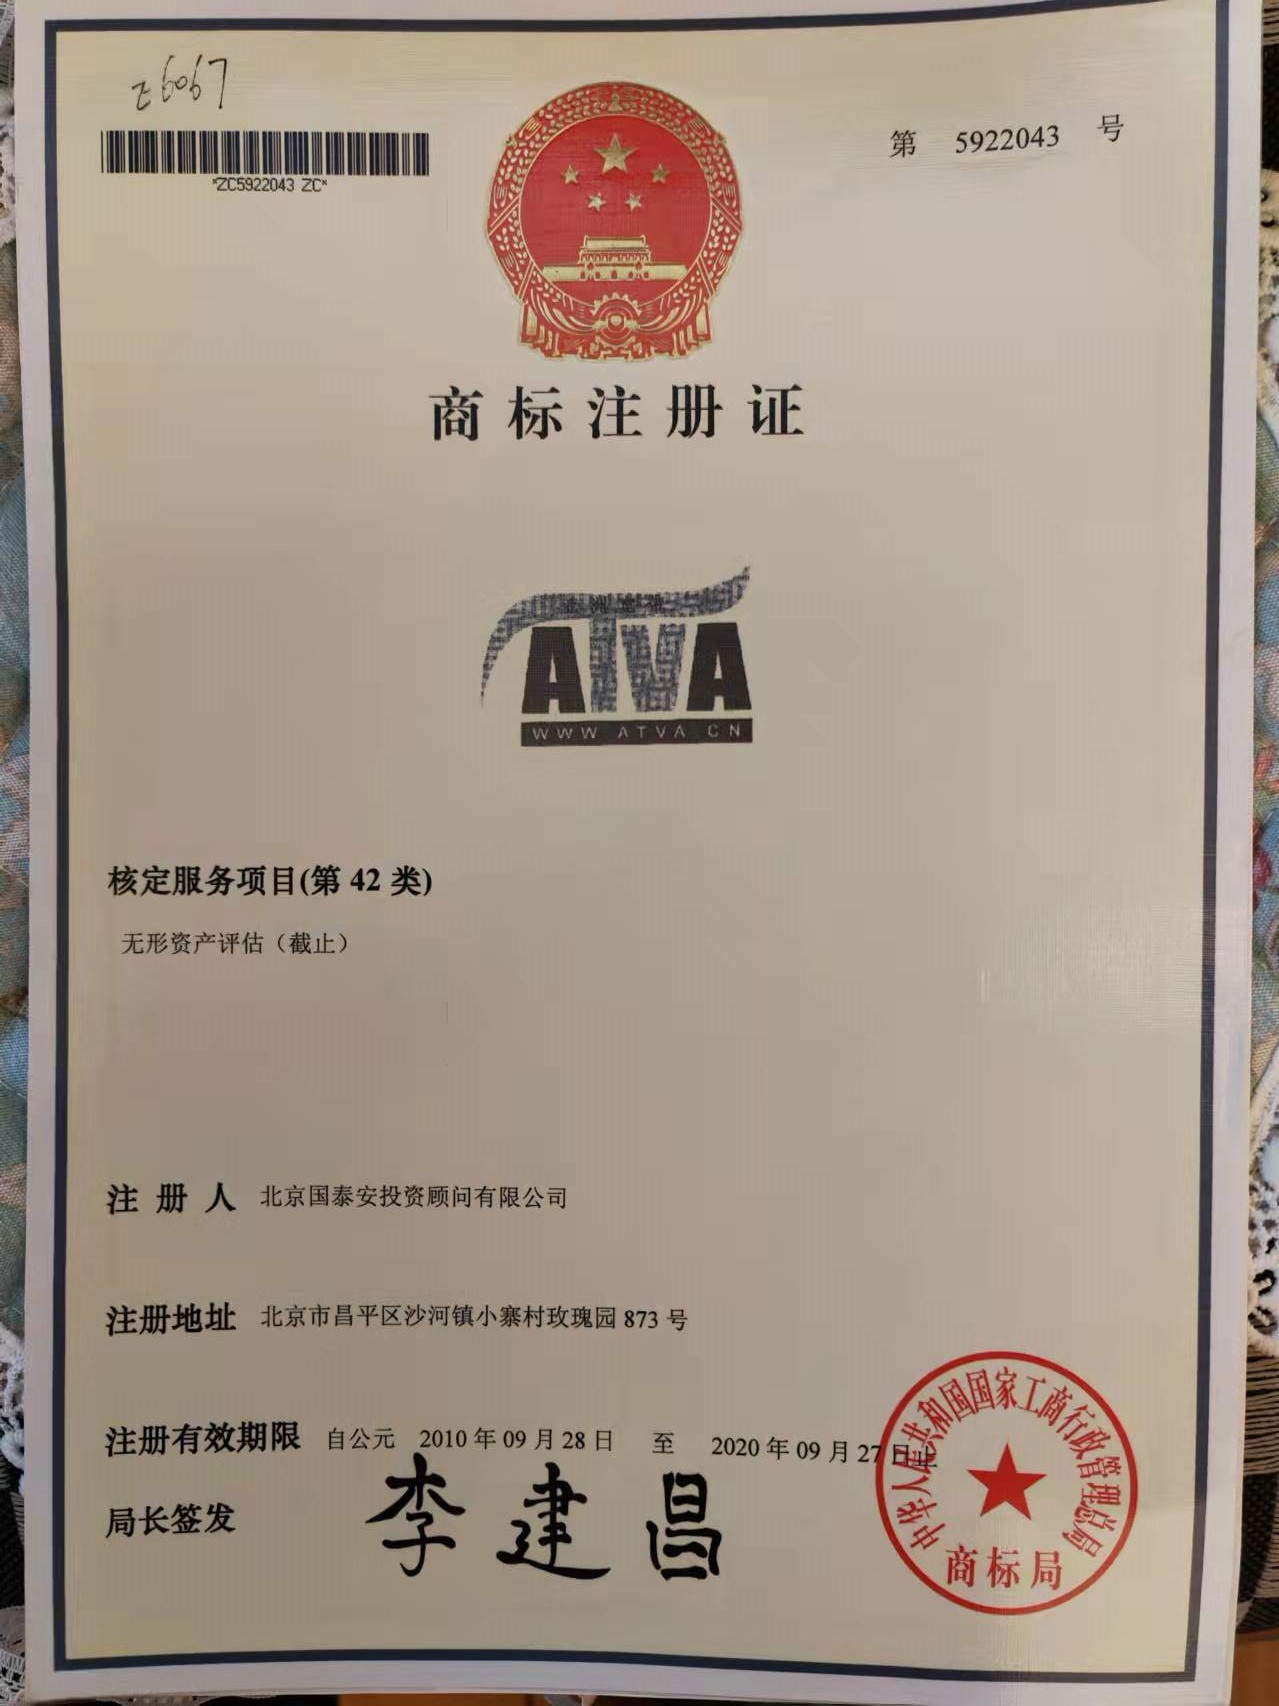 Z6067
第 5922043 号
*ZC5922043 ZC*
商标注册证
ATVA
WWW ATVA CN
核定服务项目(第 42 类)
无形资产评估（截止）
注 册 人 北京国泰安投资顾问有限公司
注册地址 北京市昌平区沙河镇小寨村玫瑰园 873 号
注册有效期限 自公元 2010 年 09 月 28 日 至 2020 年 09 月 27 日止
局长签发 李建昌
中华人民共和国国家工商行政管理总局
商标局